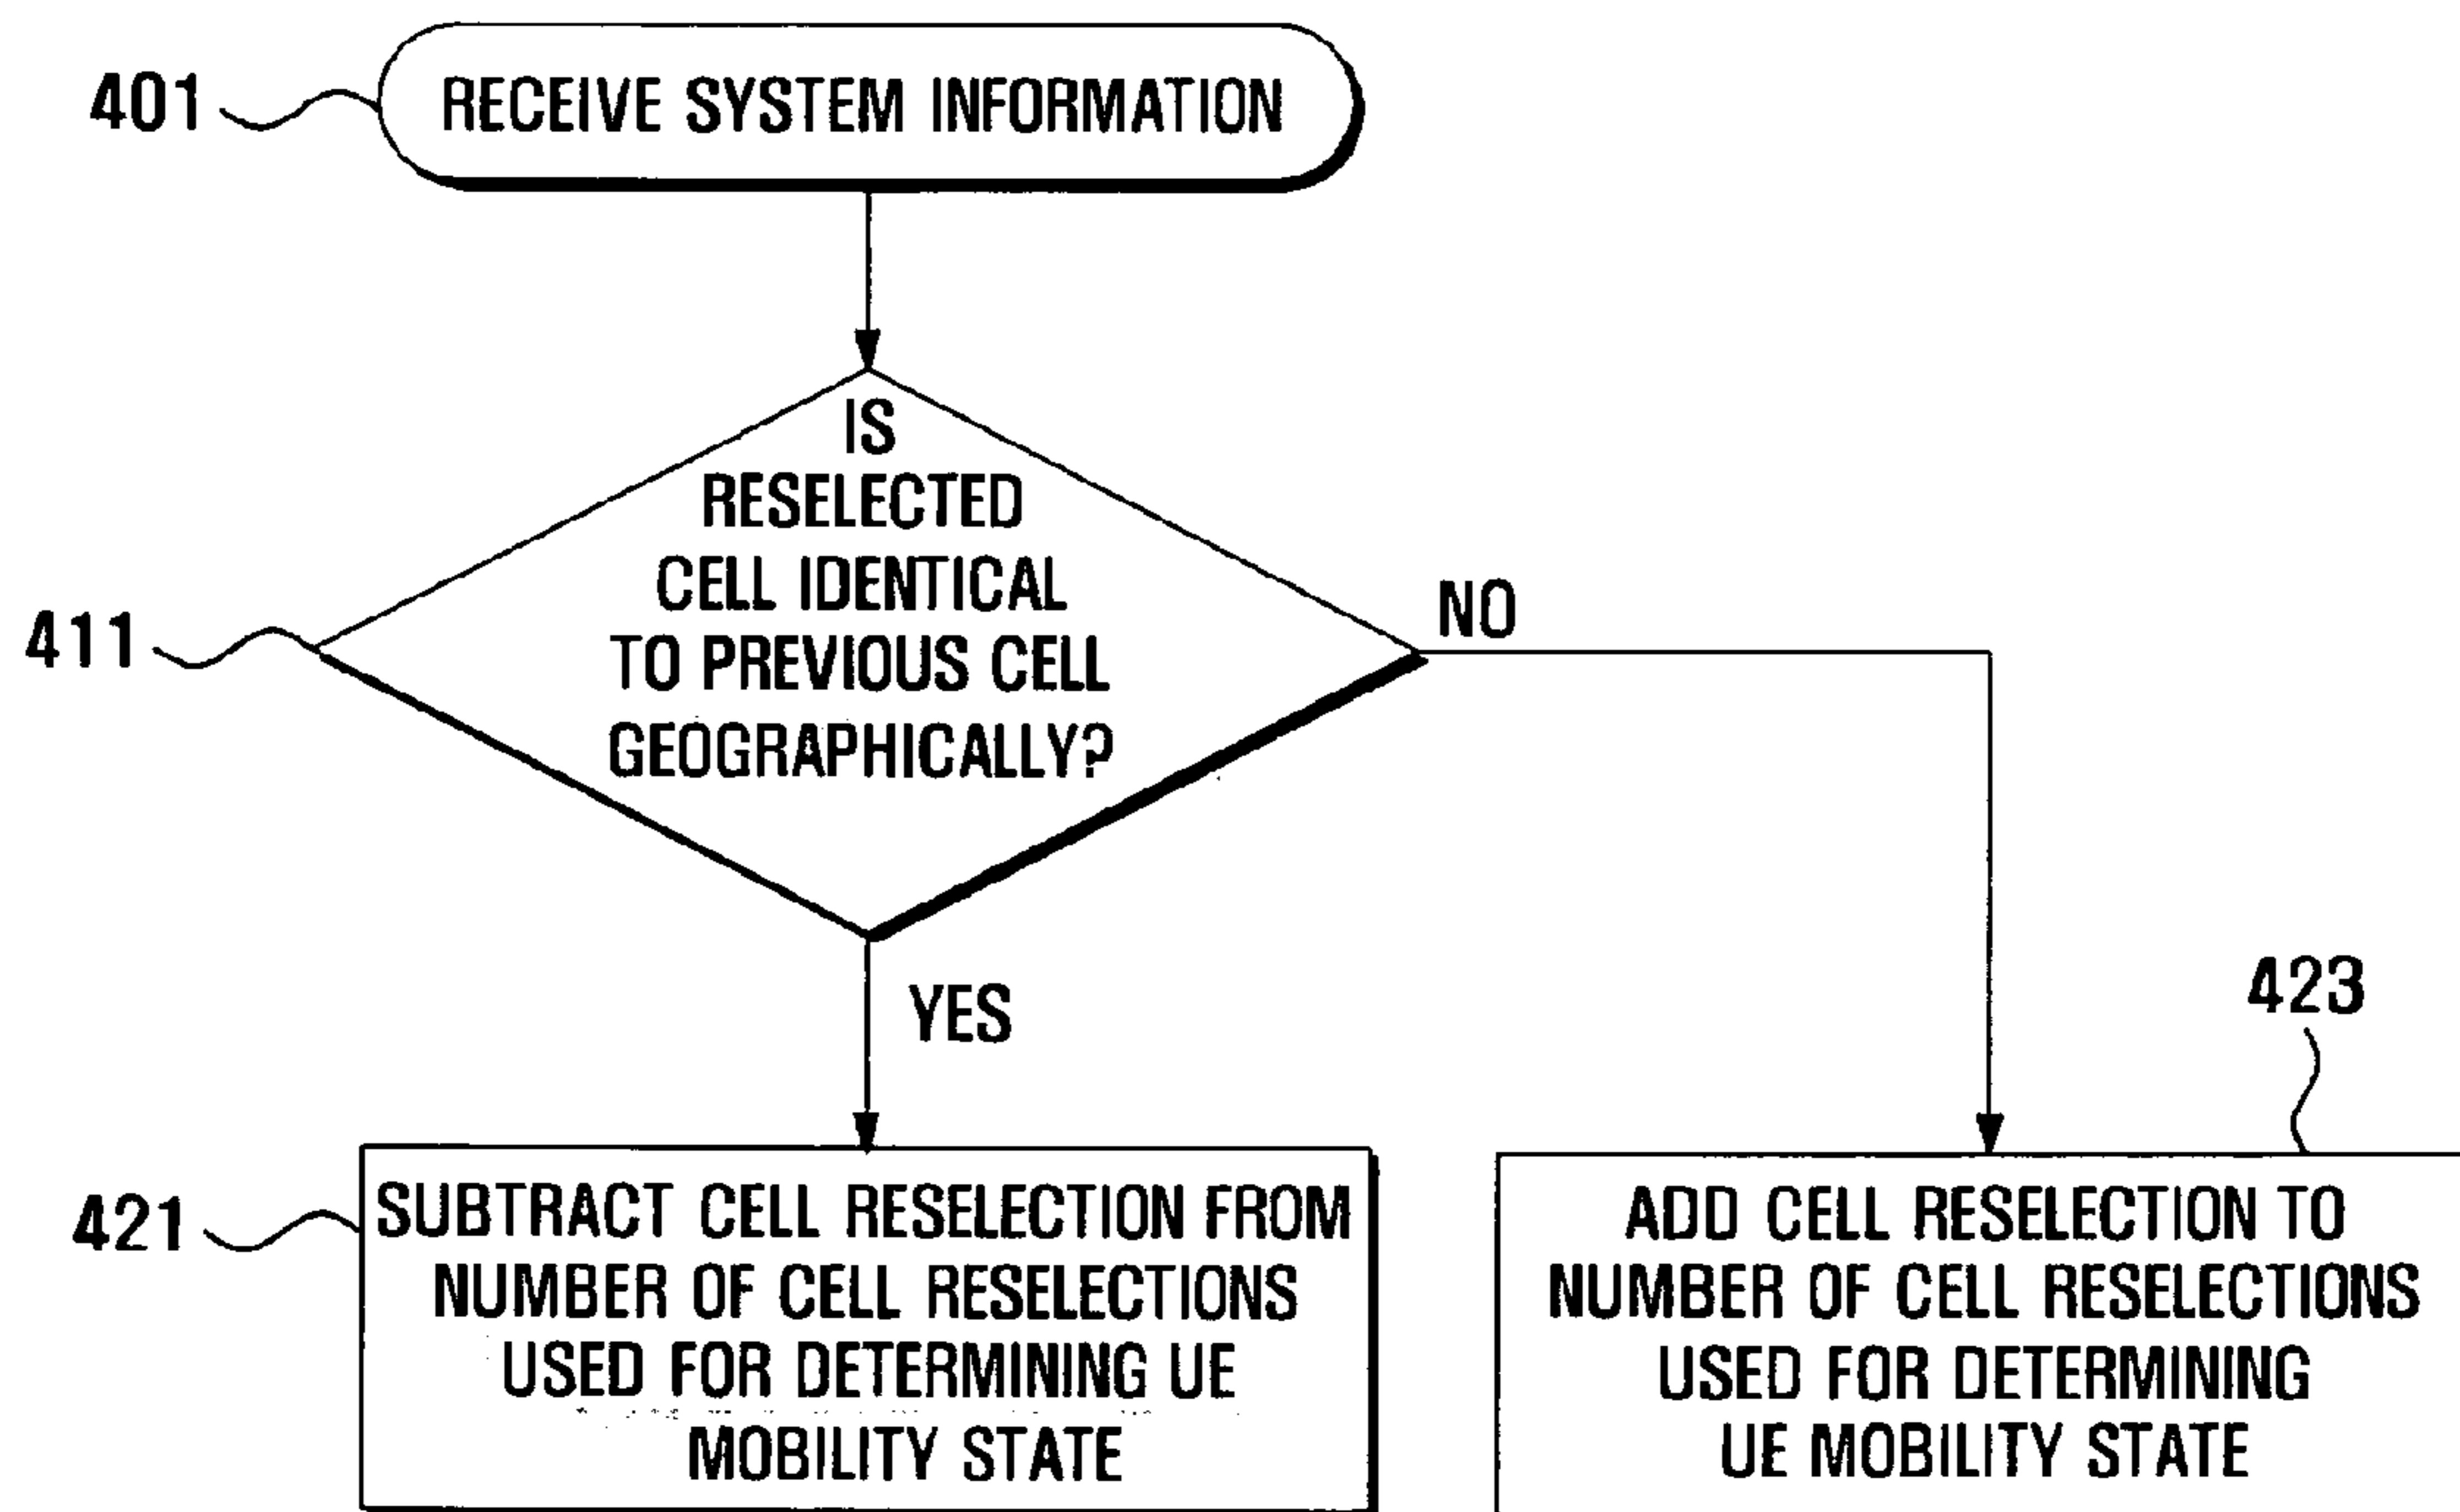 401
RECEIVE SYSTEM INFORMATION
IS
RESELECTED
CELL IDENTICAL
TO PREVIOUS CELL
GEOGRAPHICALLY?
411
NO
YES
423
421
SUBTRACT CELL RESELECTION FROM
NUMBER OF CELL RESELECTIONS
USED FOR DETERMINING UE
MOBILITY STATE
ADD CELL RESELECTION TO
NUMBER OF CELL RESELECTIONS
USED FOR DETERMINING
UE MOBILITY STATE